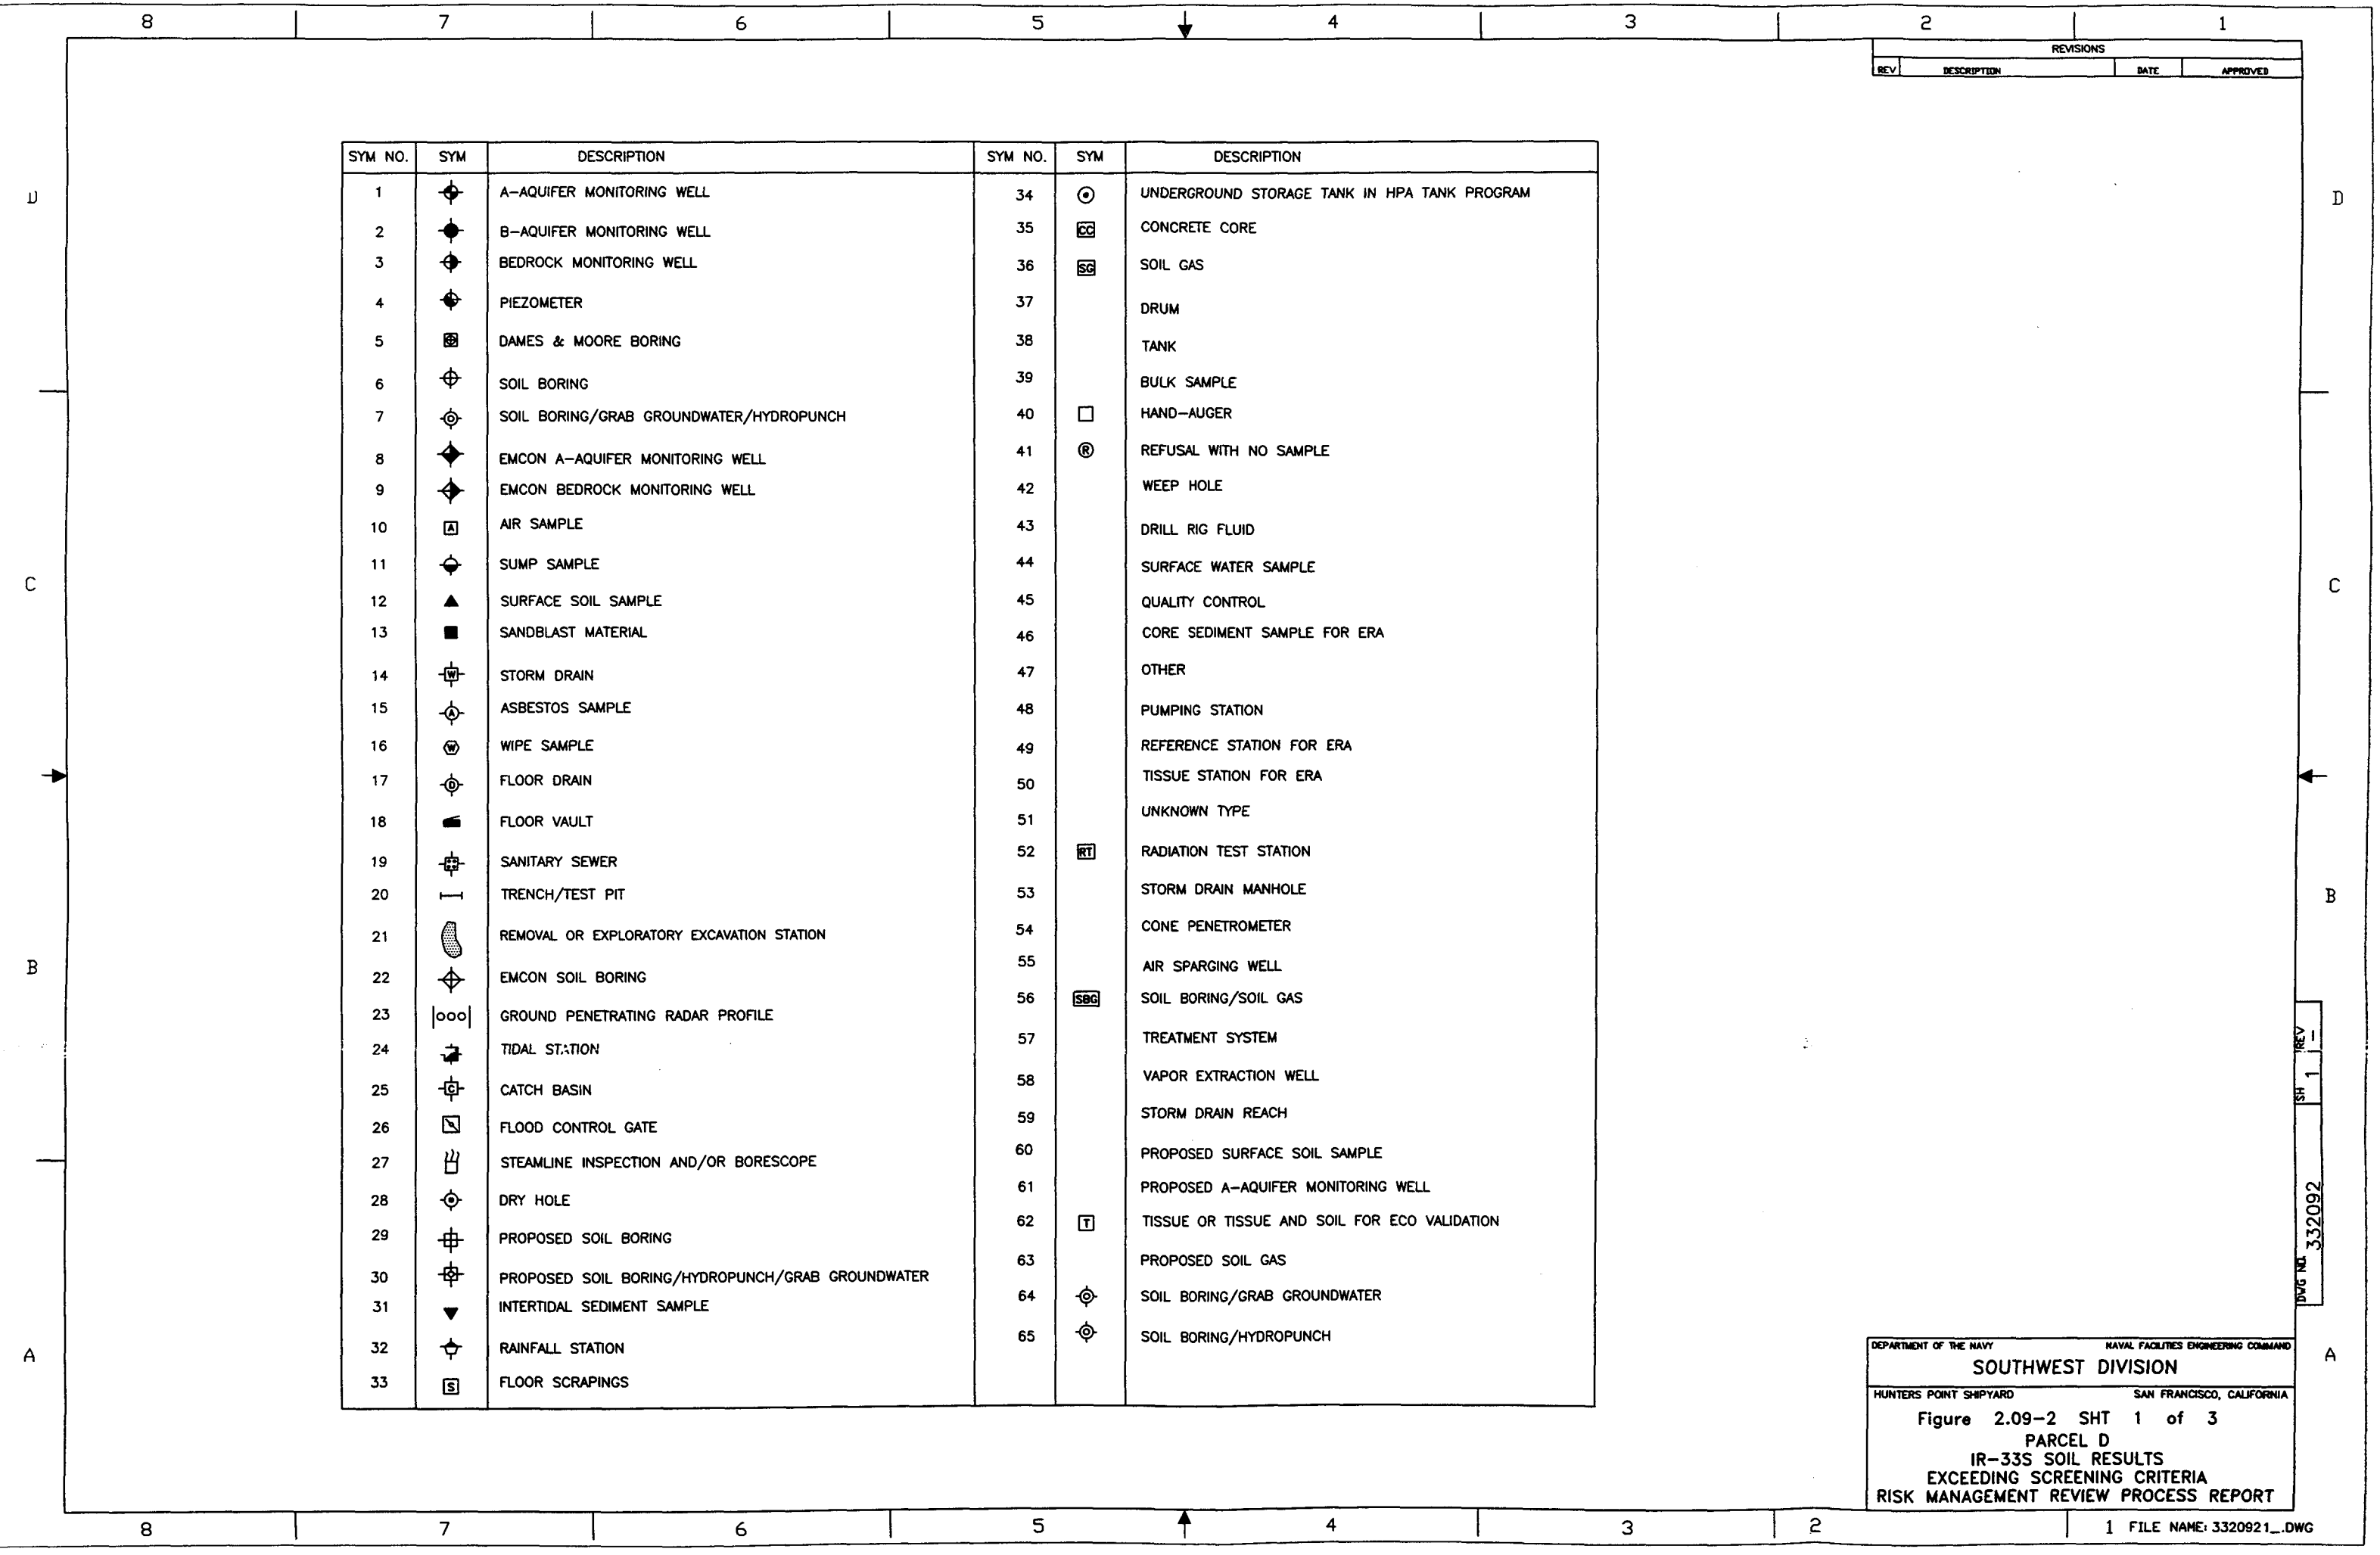 8 7 6 5 4 3 2 1
REVISIONS
REV DESCRIPTION DATE APPROVED
SYM NO. SYM DESCRIPTION SYM NO. SYM DESCRIPTION
1 A-AQUIFER MONITORING WELL
2 B-AQUIFER MONITORING WELL
3 BEDROCK MONITORING WELL
4 PIEZOMETER
5 DAMES & MOORE BORING
6 SOIL BORING
7 SOIL BORING/GRAB GROUNDWATER/HYDROPUNCH
8 EMCON A-AQUIFER MONITORING WELL
9 EMCON BEDROCK MONITORING WELL
10 A AIR SAMPLE
11 SUMP SAMPLE
12 SURFACE SOIL SAMPLE
13 SANDBLAST MATERIAL
14 W STORM DRAIN
15 A ASBESTOS SAMPLE
16 W WIPE SAMPLE
17 D FLOOR DRAIN
18 FLOOR VAULT
19 SANITARY SEWER
20 TRENCH/TEST PIT
21 REMOVAL OR EXPLORATORY EXCAVATION STATION
22 EMCON SOIL BORING
23 GROUND PENETRATING RADAR PROFILE
24 TIDAL STATION
25 C CATCH BASIN
26 FLOOD CONTROL GATE
27 STEAMLINE INSPECTION AND/OR BORESCOPE
28 DRY HOLE
29 PROPOSED SOIL BORING
30 PROPOSED SOIL BORING/HYDROPUNCH/GRAB GROUNDWATER
31 INTERTIDAL SEDIMENT SAMPLE
32 RAINFALL STATION
33 S FLOOR SCRAPINGS
34 UNDERGROUND STORAGE TANK IN HPA TANK PROGRAM
35 CC CONCRETE CORE
36 SG SOIL GAS
37 DRUM
38 TANK
39 BULK SAMPLE
40 HAND-AUGER
41 R REFUSAL WITH NO SAMPLE
42 WEEP HOLE
43 DRILL RIG FLUID
44 SURFACE WATER SAMPLE
45 QUALITY CONTROL
46 CORE SEDIMENT SAMPLE FOR ERA
47 OTHER
48 PUMPING STATION
49 REFERENCE STATION FOR ERA
50 TISSUE STATION FOR ERA
51 UNKNOWN TYPE
52 RT RADIATION TEST STATION
53 STORM DRAIN MANHOLE
54 CONE PENETROMETER
55 AIR SPARGING WELL
56 SBG SOIL BORING/SOIL GAS
57 TREATMENT SYSTEM
58 VAPOR EXTRACTION WELL
59 STORM DRAIN REACH
60 PROPOSED SURFACE SOIL SAMPLE
61 PROPOSED A-AQUIFER MONITORING WELL
62 T TISSUE OR TISSUE AND SOIL FOR ECO VALIDATION
63 PROPOSED SOIL GAS
64 SOIL BORING/GRAB GROUNDWATER
65 SOIL BORING/HYDROPUNCH
D D
C C
B B
A A
REV -
SH 1
DWG NO. 332092
DEPARTMENT OF THE NAVY NAVAL FACILITIES ENGINEERING COMMAND
SOUTHWEST DIVISION
HUNTERS POINT SHIPYARD SAN FRANCISCO, CALIFORNIA
Figure 2.09-2 SHT 1 of 3
PARCEL D
IR-33S SOIL RESULTS
EXCEEDING SCREENING CRITERIA
RISK MANAGEMENT REVIEW PROCESS REPORT
8 7 6 5 4 3 2 1 FILE NAME: 3320921_.DWG